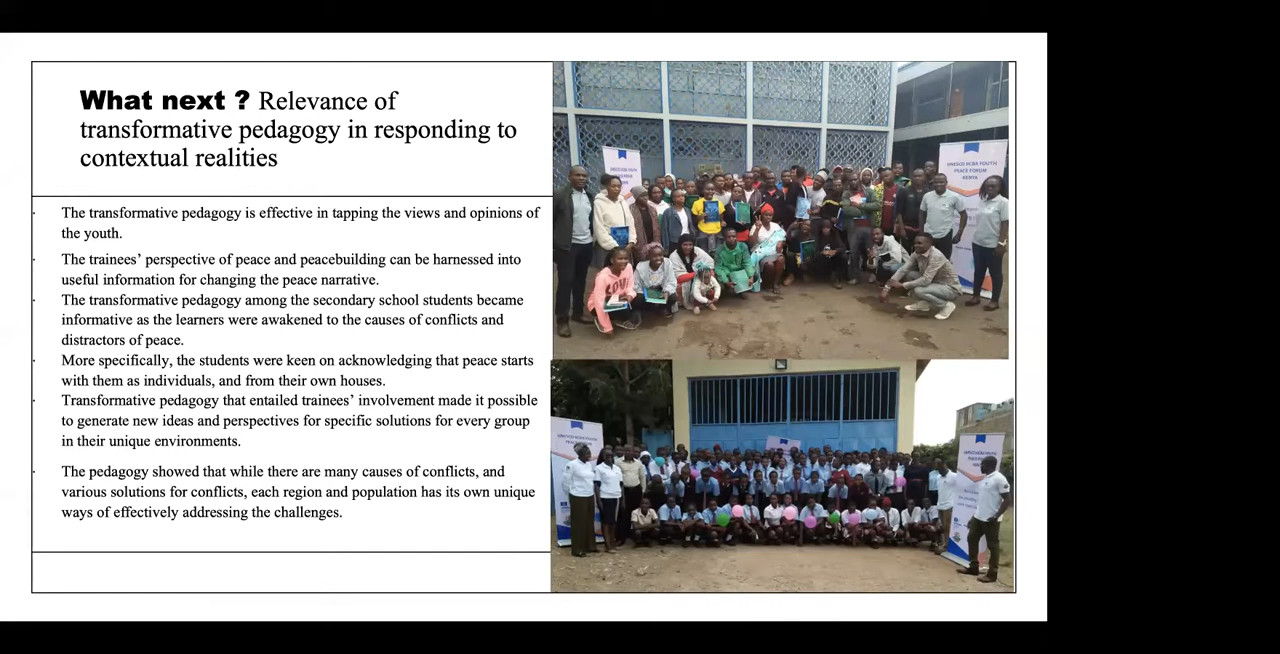 What next ? Relevance of
transformative pedagogy in responding to
contextual realities
The transformative pedagogy is effective in tapping the views and opinions of
the youth.
The trainees’ perspective of peace and peacebuilding can be harnessed into
useful information for changing the peace narrative.
The transformative pedagogy among the secondary school students became
informative as the learners were awakened to the causes of conflicts and
distractors of peace.
More specifically, the students were keen on acknowledging that peace starts
with them as individuals, and from their own houses.
Transformative pedagogy that entailed trainees’ involvement made it possible
to generate new ideas and perspectives for specific solutions for every group
in their unique environments.
The pedagogy showed that while there are many causes of conflicts, and
various solutions for conflicts, each region and population has its own unique
ways of effectively addressing the challenges.
UNESCO IICBA YOUTH
PEACE FORUM
-KENYA